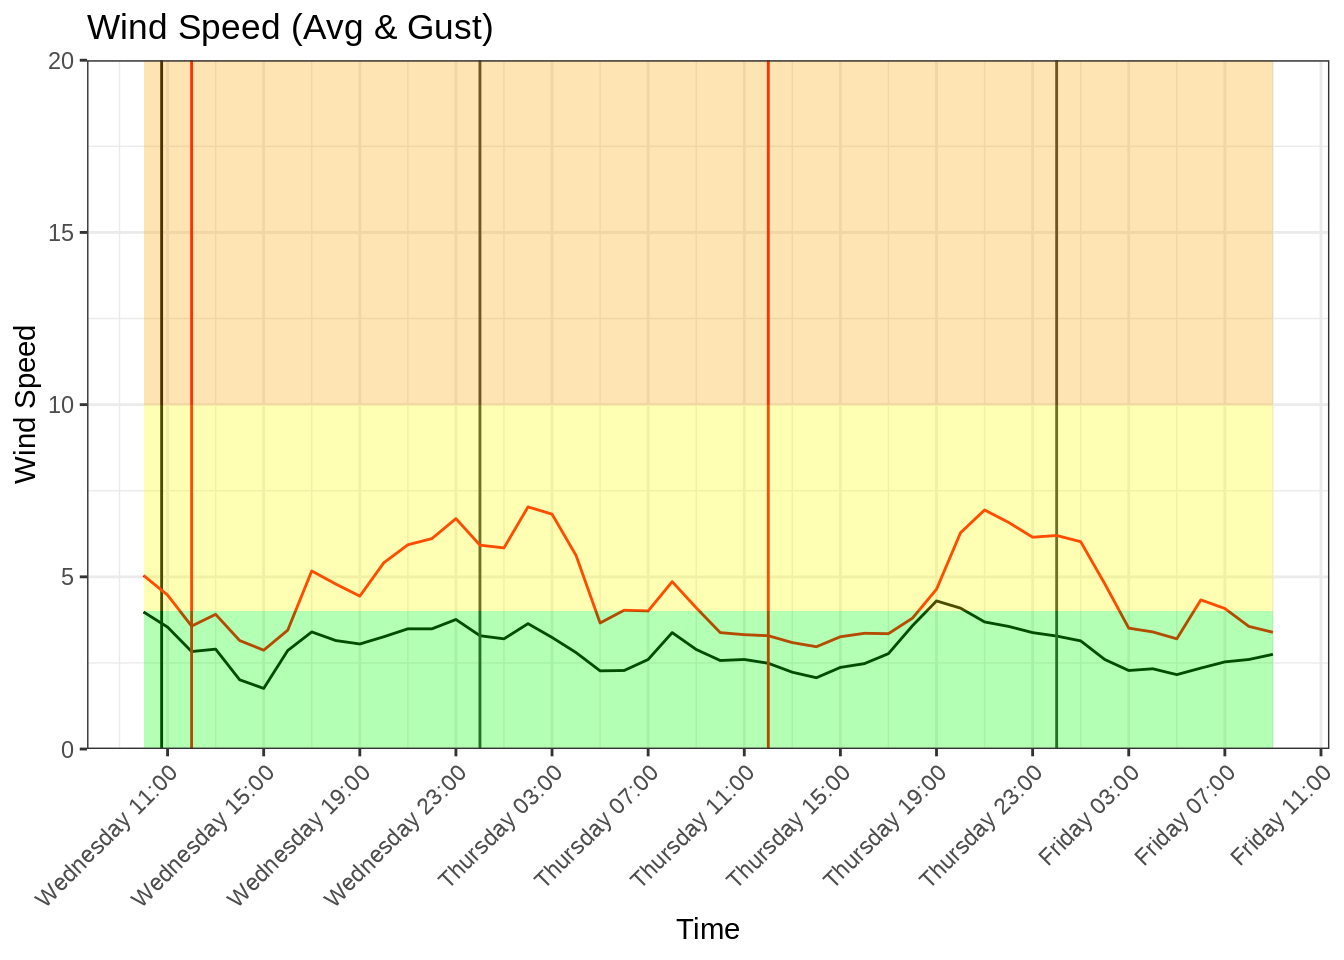 Wind Speed (Avg & Gust)
Wind Speed
20
15
10
5
0
Wednesday 11:00
Wednesday 15:00
Wednesday 19:00
Wednesday 23:00
Thursday 03:00
Thursday 07:00
Thursday 11:00
Thursday 15:00
Thursday 19:00
Thursday 23:00
Friday 03:00
Friday 07:00
Friday 11:00
Time